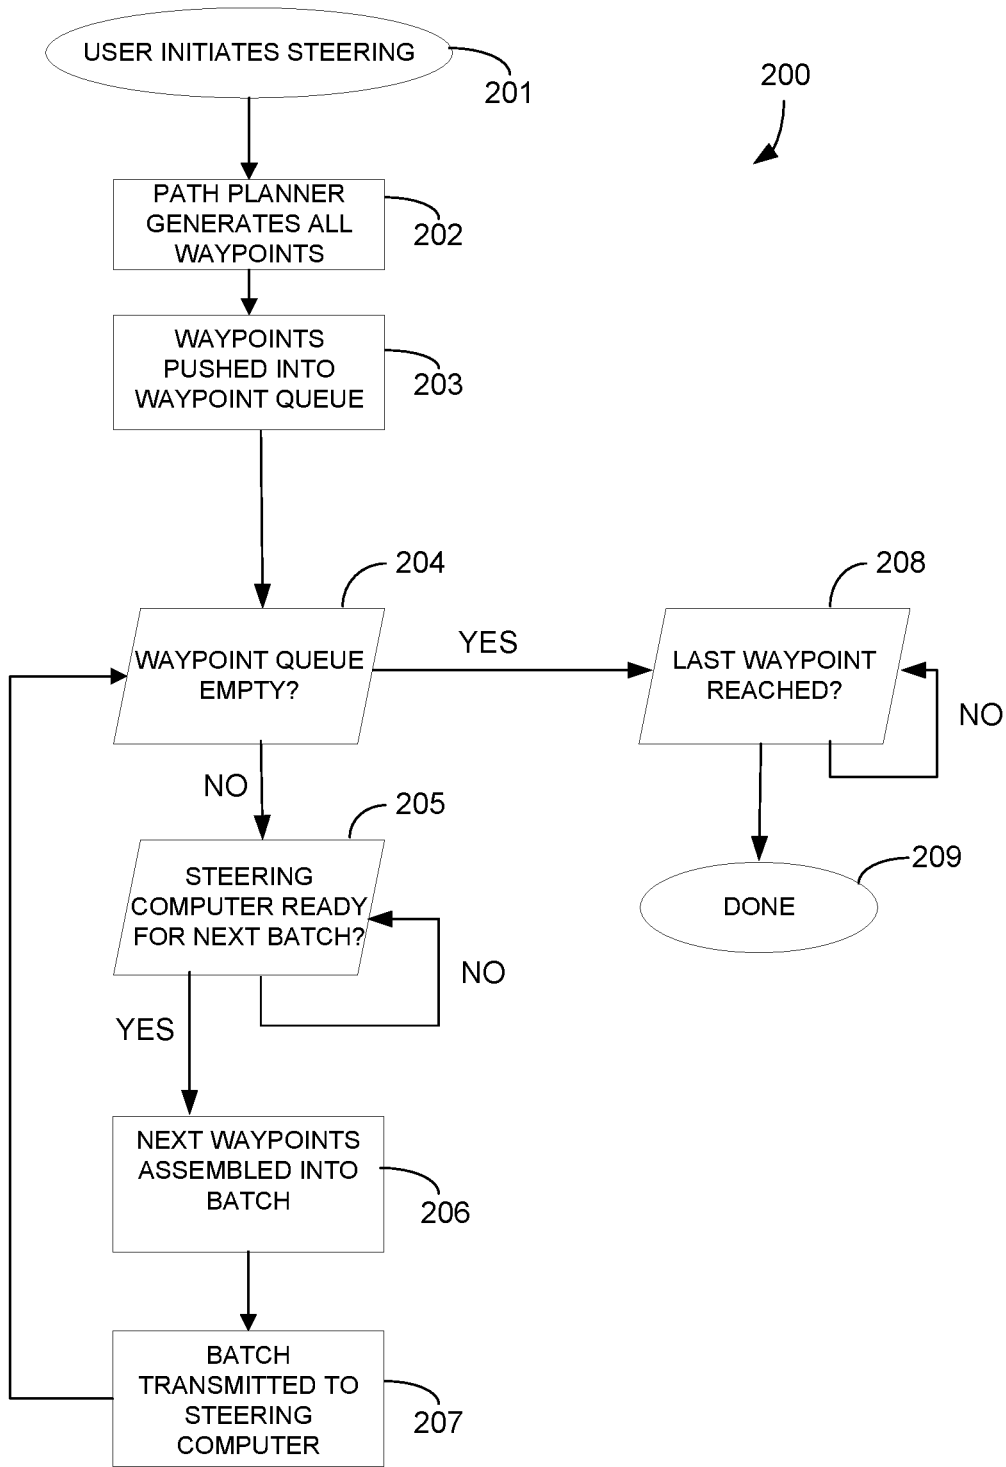 USER INITIATES STEERING
201
200
PATH PLANNER
GENERATES ALL
WAYPOINTS
202
WAYPOINTS
PUSHED INTO
WAYPOINT QUEUE
203
204
WAYPOINT QUEUE
EMPTY?
YES
208
LAST WAYPOINT
REACHED?
NO
NO
205
STEERING
COMPUTER READY
FOR NEXT BATCH?
NO
209
DONE
YES
NEXT WAYPOINTS
ASSEMBLED INTO
BATCH
206
BATCH
TRANSMITTED TO
STEERING
COMPUTER
207